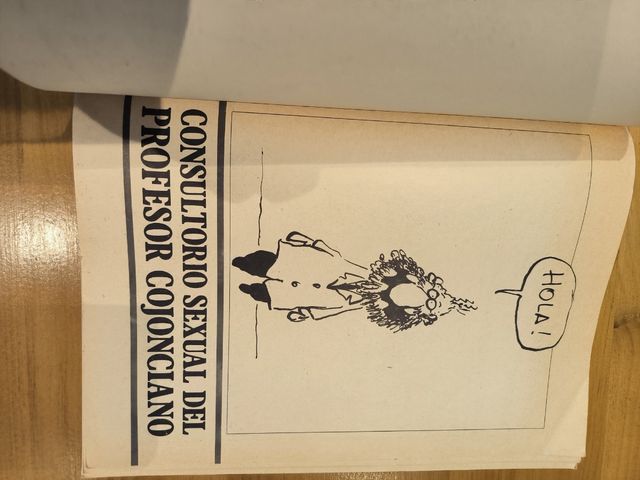 HOLA!
CONSULTORIO SEXUAL DEL
PROFESOR COJONCIANO